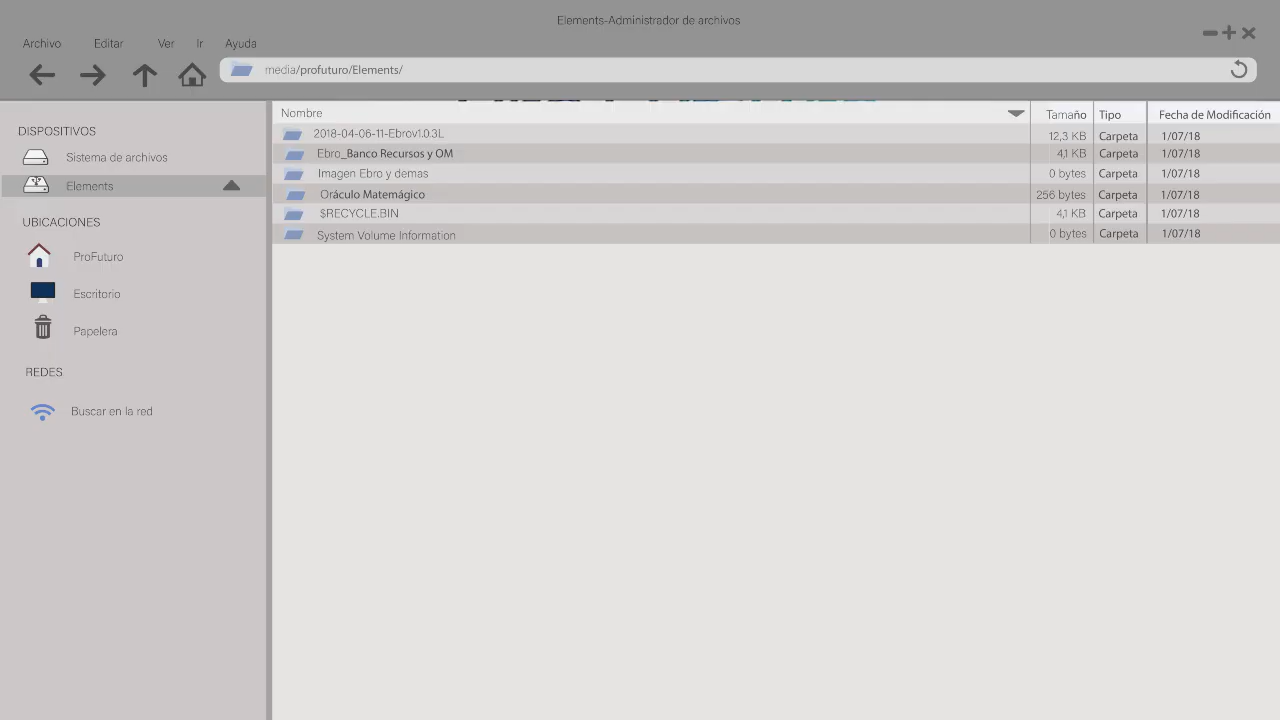 Elements-Administrador de archivos
Archivo Editar Ver Ir Ayuda
media/profuturo/Elements/
DISPOSITIVOS
Sistema de archivos
Elements
UBICACIONES
ProFuturo
Escritorio
Papelera
REDES
Buscar en la red
Nombre Tamaño Tipo Fecha de Modificación
2018-04-06-11-Ebrov1.0.3L 12,3 KB Carpeta 1/07/18
Ebro_Banco Recursos y OM 4,1 KB Carpeta 1/07/18
Imagen Ebro y demas 0 bytes Carpeta 1/07/18
Oráculo Matemágico 256 bytes Carpeta 1/07/18
$RECYCLE.BIN 4,1 KB Carpeta 1/07/18
System Volume Information 0 bytes Carpeta 1/07/18